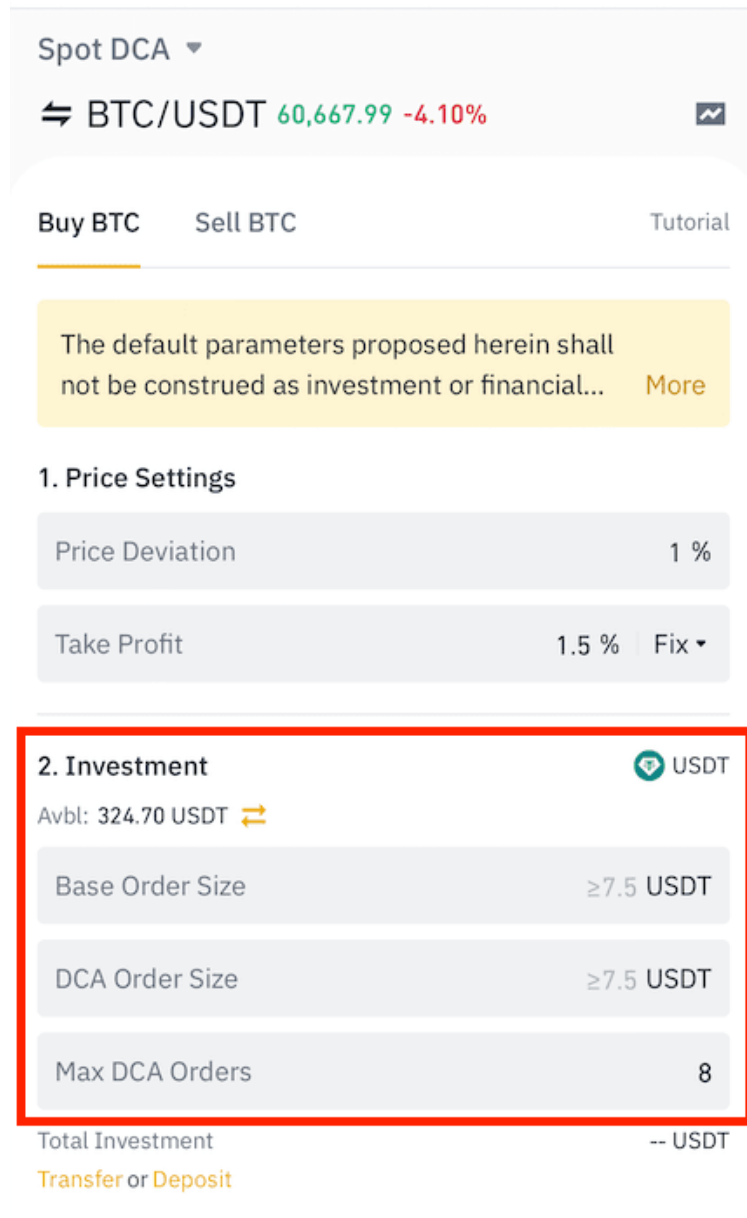 Spot DCA
BTC/USDT 60,667.99 -4.10%
Buy BTC Sell BTC Tutorial
The default parameters proposed herein shall
not be construed as investment or financial... More
1. Price Settings
Price Deviation 1 %
Take Profit 1.5 % Fix
2. Investment USDT
Avbl: 324.70 USDT
Base Order Size ≥7.5 USDT
DCA Order Size ≥7.5 USDT
Max DCA Orders 8
Total Investment -- USDT
Transfer or Deposit